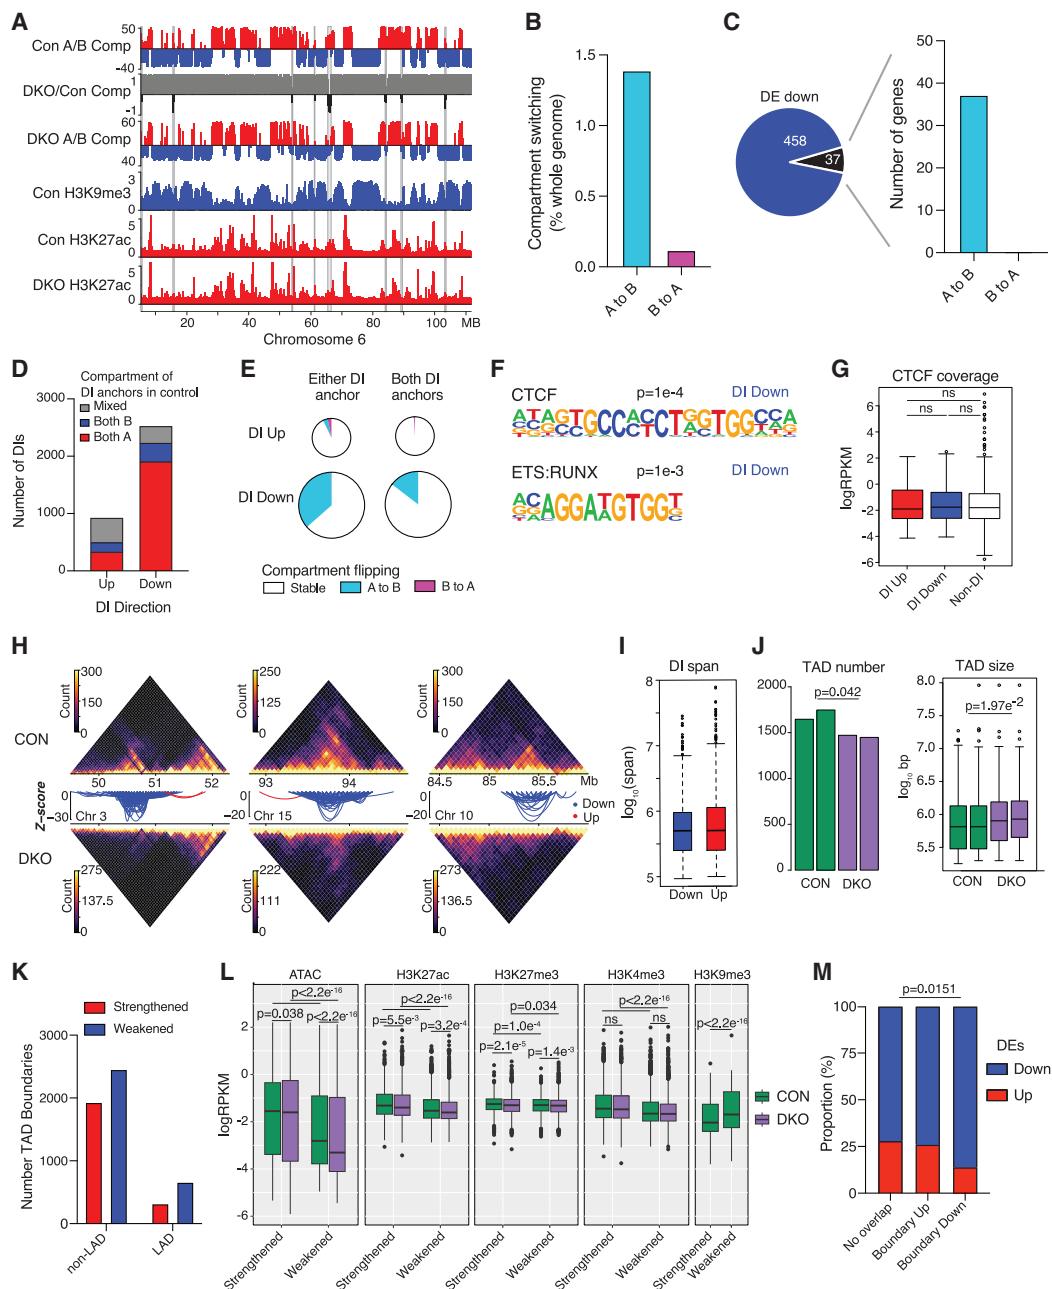 A
Con A/B Comp
50
-40
DKO/Con Comp
1
-1
DKO A/B Comp
60
40
Con H3K9me3
3
0
Con H3K27ac
5
0
DKO H3K27ac
5
0
20 40 60 80 100 MB
Chromosome 6
B
Compartment switching
(% whole genome)
1.5
1.0
0.5
0.0
A to B
B to A
C
DE down
458
37
Number of genes
50
40
30
20
10
0
A to B
B to A
D
Compartment of
DI anchors in control
Mixed
Both B
Both A
Number of DIs
3000
2000
1000
0
Up Down
DI Direction
E
Either DI
anchor
Both DI
anchors
DI Up
DI Down
Compartment flipping
Stable A to B B to A
F
CTCF p=1e-4 DI Down
ETS:RUNX p=1e-3 DI Down
G
CTCF coverage
ns
ns ns
logRPKM
6
4
2
0
-2
-4
-6
DI Up
DI Down
Non-DI
H
CON
Count
300
150
0
Count
250
125
0
Count
300
150
0
50 51 52
93 94
84.5 85 85.5 Mb
Z-score
0
-30
Chr 3
0
-20
Chr 15
0
-20
Chr 10
Down
Up
DKO
Count
275
137.5
0
Count
222
111
0
Count
273
136.5
0
I
DI span
log10(span)
8
7
6
5
Down Up
J
TAD number
p=0.042
2000
1500
1000
500
0
CON DKO
TAD size
p=1.97e-2
log10 bp
8.0
7.5
7.0
6.5
6.0
5.5
CON DKO
K
Strengthened
Weakened
Number TAD Boundaries
3000
2000
1000
0
non-LAD
LAD
L
ATAC
H3K27ac
H3K27me3
H3K4me3
H3K9me3
p<2.2e-16
p=0.038
p<2.2e-16
p<2.2e-16
p=5.5e-3
p=3.2e-4
p=0.034
p=1.0e-4
p=2.1e-5
p=1.4e-3
p<2.2e-16
ns
ns
p<2.2e-16
logRPKM
2
0
-2
-4
-6
Strengthened
Weakened
Strengthened
Weakened
Strengthened
Weakened
Strengthened
Weakened
Strengthened
Weakened
CON
DKO
M
p=0.0151
Proportion (%)
100
75
50
25
0
No overlap
Boundary Up
Boundary Down
DEs
Down
Up